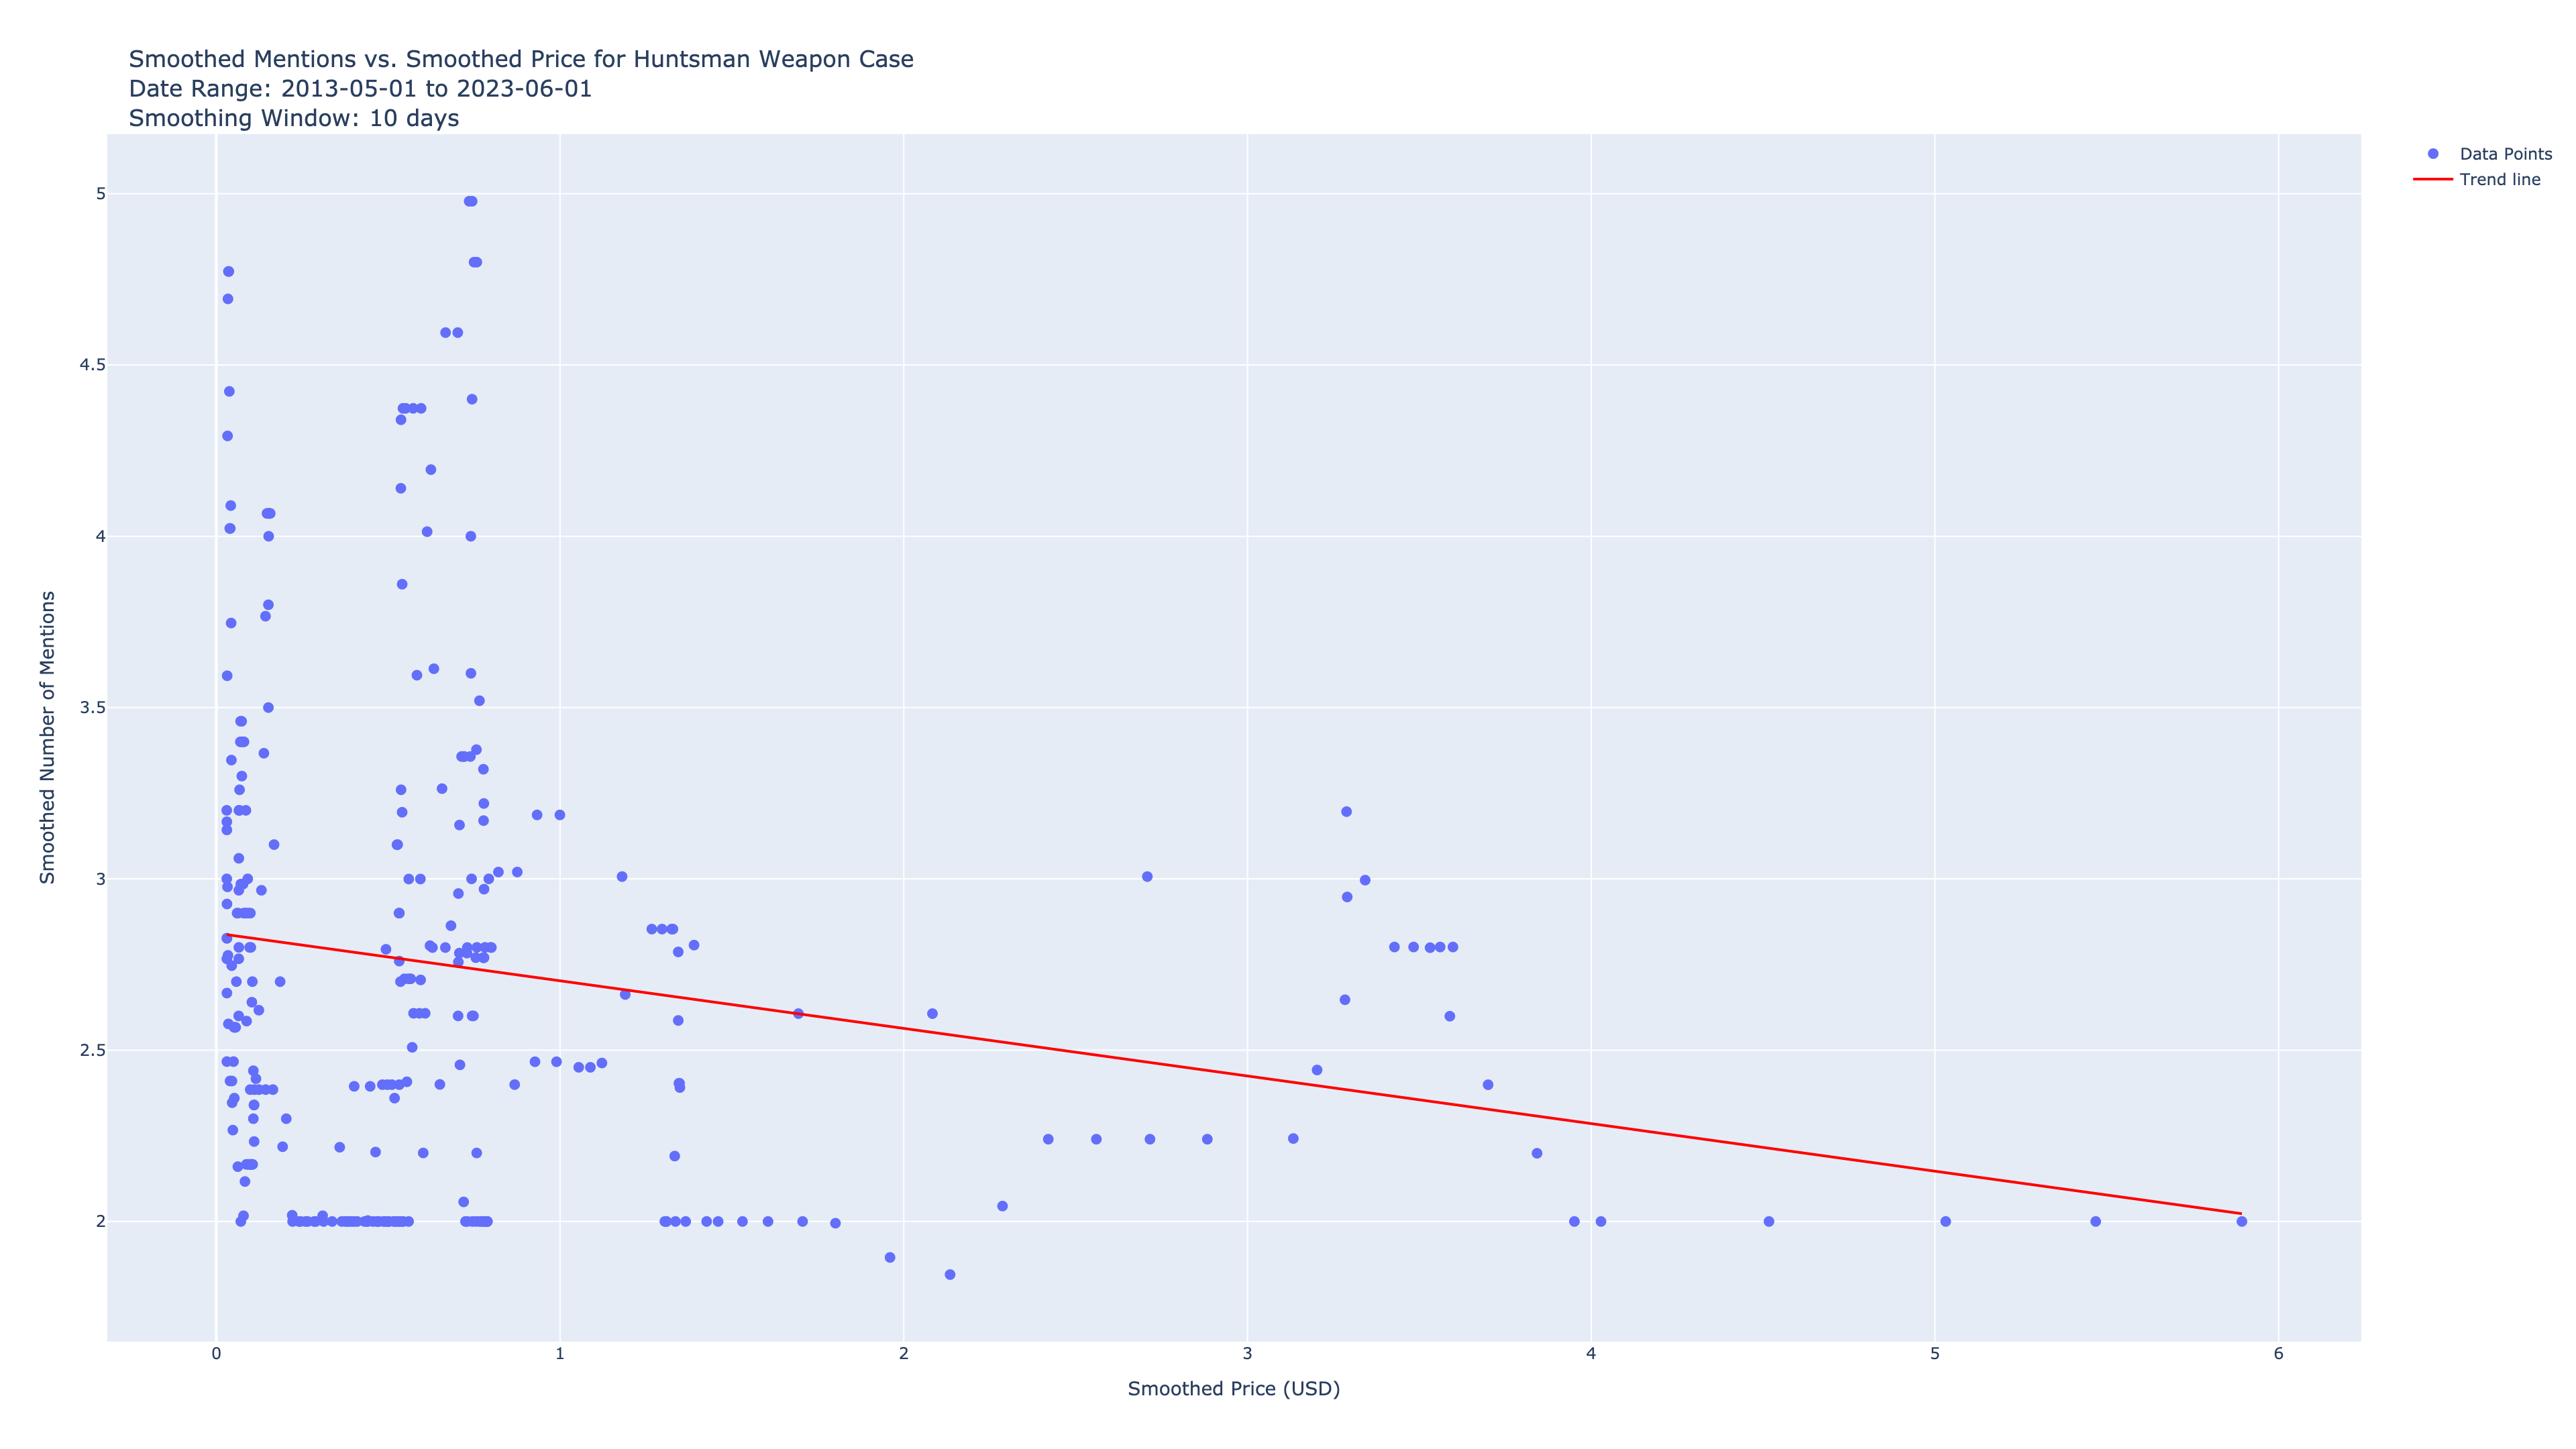 Smoothed Mentions vs. Smoothed Price for Huntsman Weapon Case
Date Range: 2013-05-01 to 2023-06-01
Smoothing Window: 10 days
Data Points
Trend line
5
4.5
4
3.5
3
2.5
2
Smoothed Number of Mentions
0
1
2
3
4
5
6
Smoothed Price (USD)